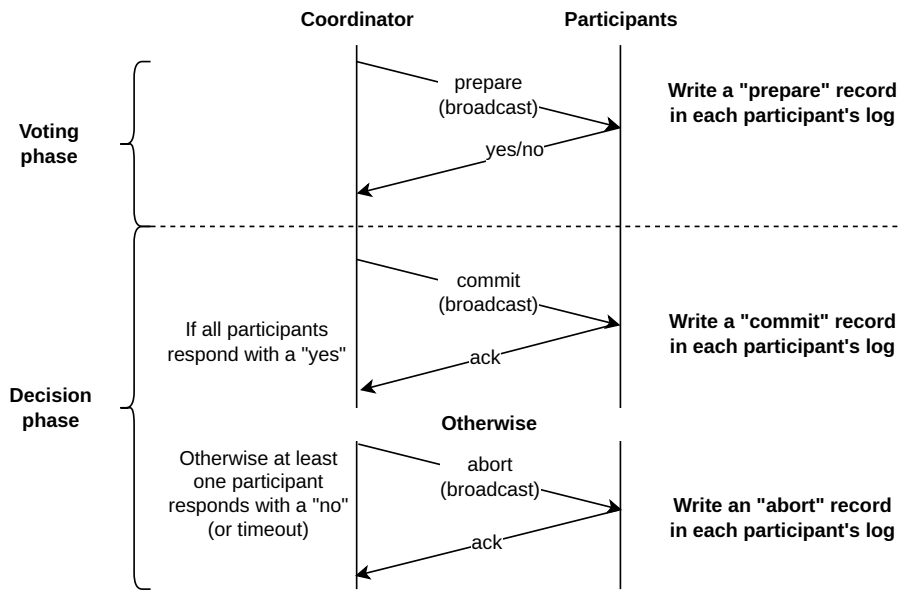 Coordinator
Participants
prepare
(broadcast)
Write a "prepare" record
in each participant's log
Voting
phase
yes/no
commit
(broadcast)
If all participants
respond with a "yes"
Write a "commit" record
in each participant's log
ack
Decision
phase
Otherwise
Otherwise at least
one participant
responds with a "no"
(or timeout)
abort
(broadcast)
Write an "abort" record
in each participant's log
ack